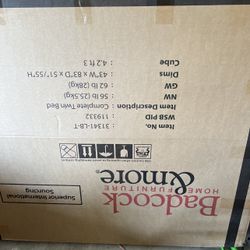 Badcock
&more
HOME FURNITURE
Superior International
Sourcing
Item No. : 31341-LB-T
WSB PID : 119332
Item Description : Complete Twin Bed
NW : 56 lb (25.5kg)
GW : 62 lb (28kg)
Dims : 43"W 83"D 51"/55"H
Cube : 4.2 ft 3